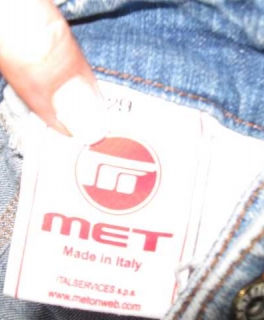 29
MET
Made in Italy
ITALSERVICES s.p.a.
www.metonweb.com